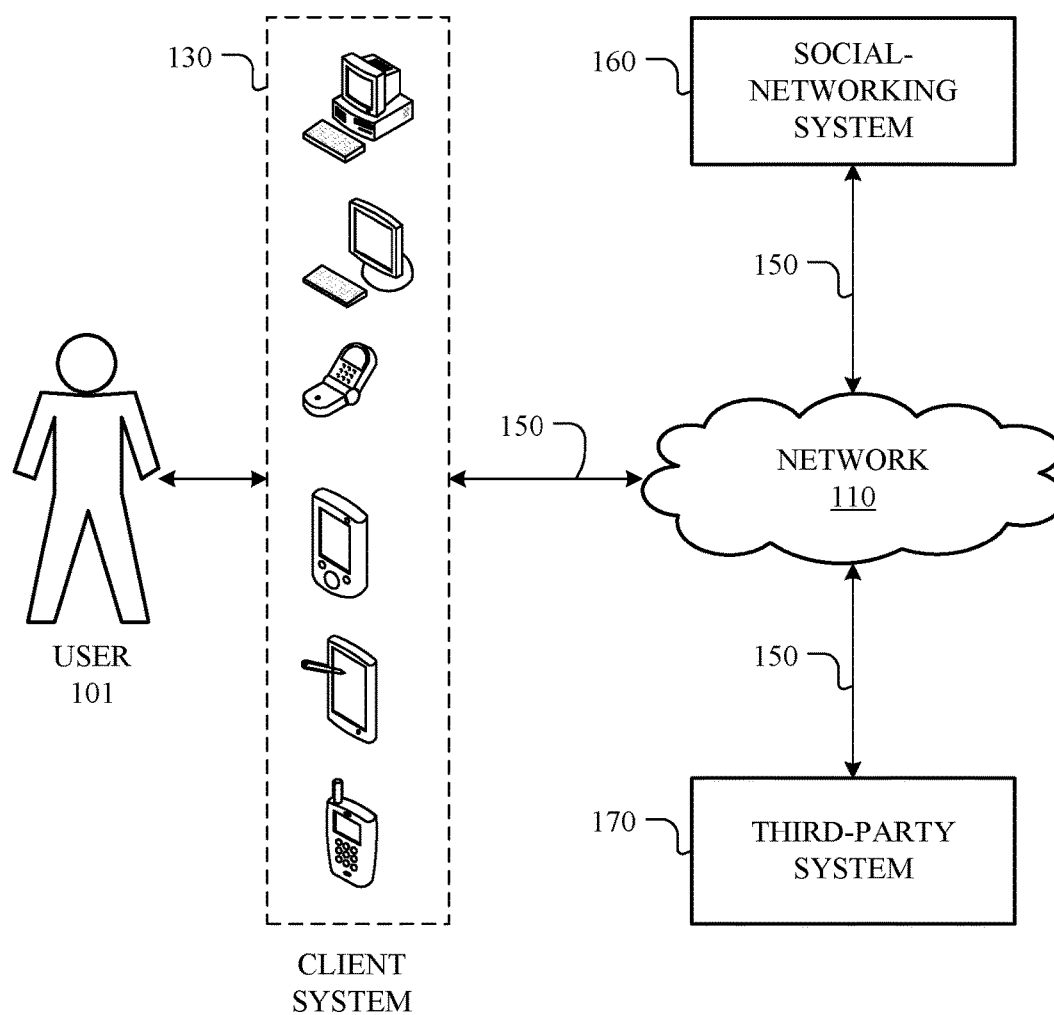 130
160
SOCIAL-
NETWORKING
SYSTEM
150
150
NETWORK
110
USER
101
150
170
THIRD-PARTY
SYSTEM
CLIENT
SYSTEM